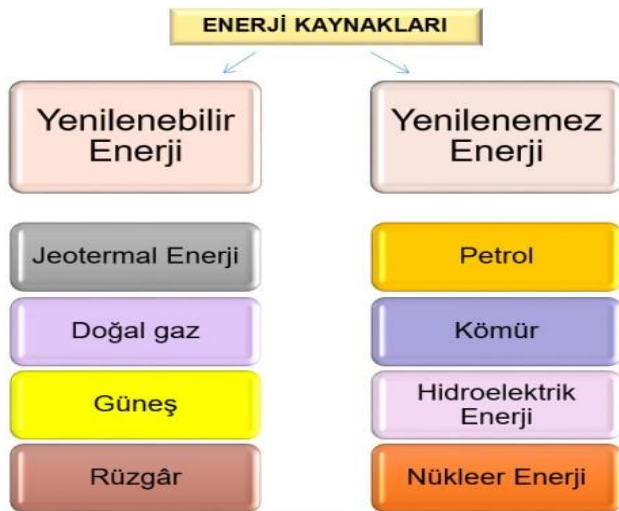 ENERJİ KAYNAKLARI
Yenilenebilir
Enerji
Jeotermal Enerji
Doğal gaz
Güneş
Rüzgâr
Yenilenemez
Enerji
Petrol
Kömür
Hidroelektrik
Enerji
Nükleer Enerji